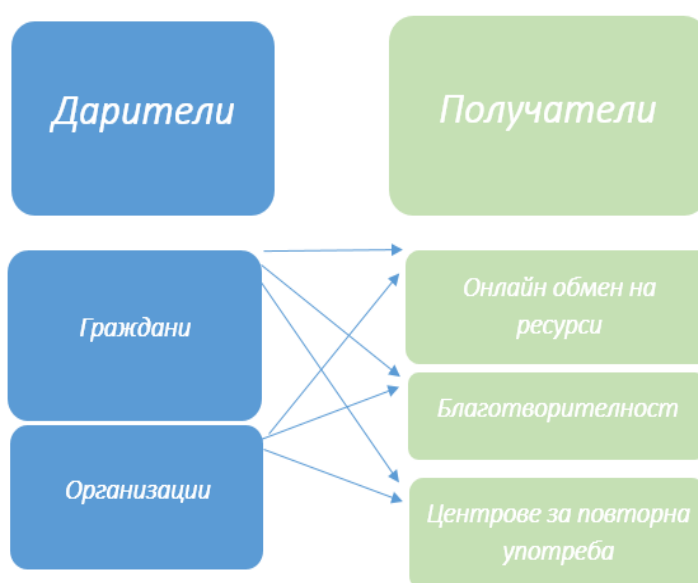 Дарители
Получатели
Граждани
Организации
Онлайн обмен на
ресурси
Благотворителност
Центрове за повторна
употреба